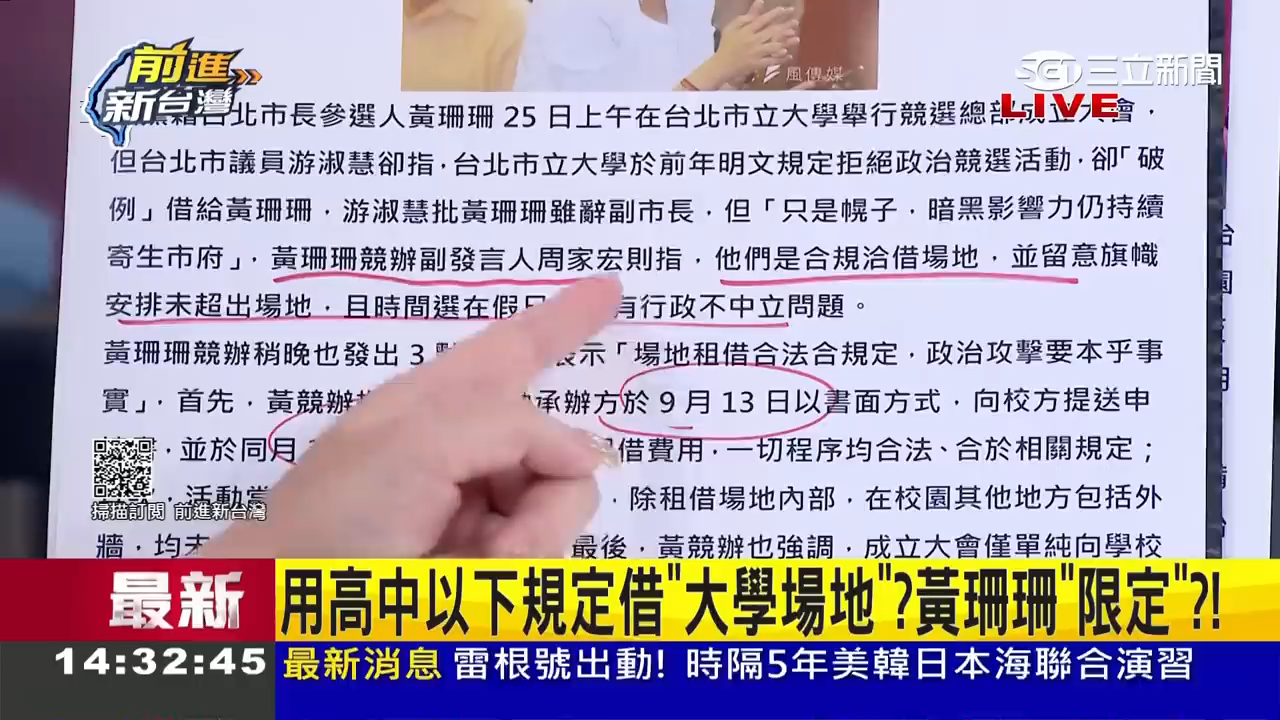 前進
新台灣
SET 三立新聞
LIVE
風傳媒
台北市長參選人黃珊珊 25 日上午在台北市立大學舉行競選總部成立大會,
但台北市議員游淑慧卻指,台北市立大學於前年明文規定拒絕政治競選活動,卻「破
例」借給黃珊珊,游淑慧批黃珊珊雖辭副市長,但「只是幌子,暗黑影響力仍持續
寄生市府」,黃珊珊競辦副發言人周家宏則指,他們是合規洽借場地,並留意旗幟
安排未超出場地,且時間選在假日 有行政不中立問題。
黃珊珊競辦稍晚也發出 3 表示「場地租借合法合規定,政治攻擊要本乎事
實」,首先,黃競辦 承辦方於 9 月 13 日以書面方式,向校方提送申
並於同月 借費用,一切程序均合法、合於相關規定;
,活動 ,除租借場地內部,在校園其他地方包括外
牆,均未 最後,黃競辦也強調,成立大會僅單純向學校
掃描訂閱 前進新台灣
最新 用高中以下規定借"大學場地"?黃珊珊"限定"?!
14:32:45 最新消息 雷根號出動! 時隔5年美韓日本海聯合演習